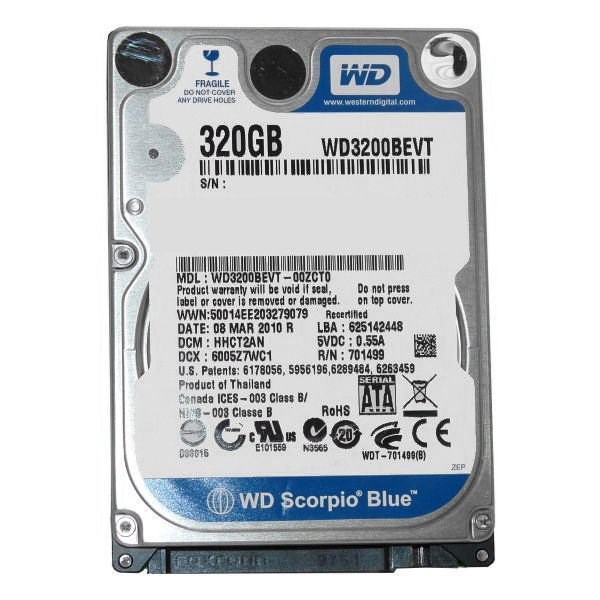 FRAGILE
DO NOT COVER
ANY DRIVE HOLES
WD
www.westerndigital.com
320GB WD3200BEVT
S/N :
MDL : WD3200BEVT-00ZCT0
Product warranty will be void if seal, Do not press
label or cover is removed or damaged. on top cover.
WWN:50014EE203279079 Recertified
DATE: 08 MAR 2010 R LBA : 625142448
DCM : HHCT2AN 5VDC : 0.55A
DCX : 6005Z7WC1 R/N : 701499
U.S. Patents: 6178056, 5956196,6289484, 6263459
Product of Thailand
Canada ICES-003 Class B/
-003 Classe B
RoHS
SERIAL
ATA
20
D33015
E101559
N3565
WDT-701499(B)
ZEP
WD Scorpio® Blue™